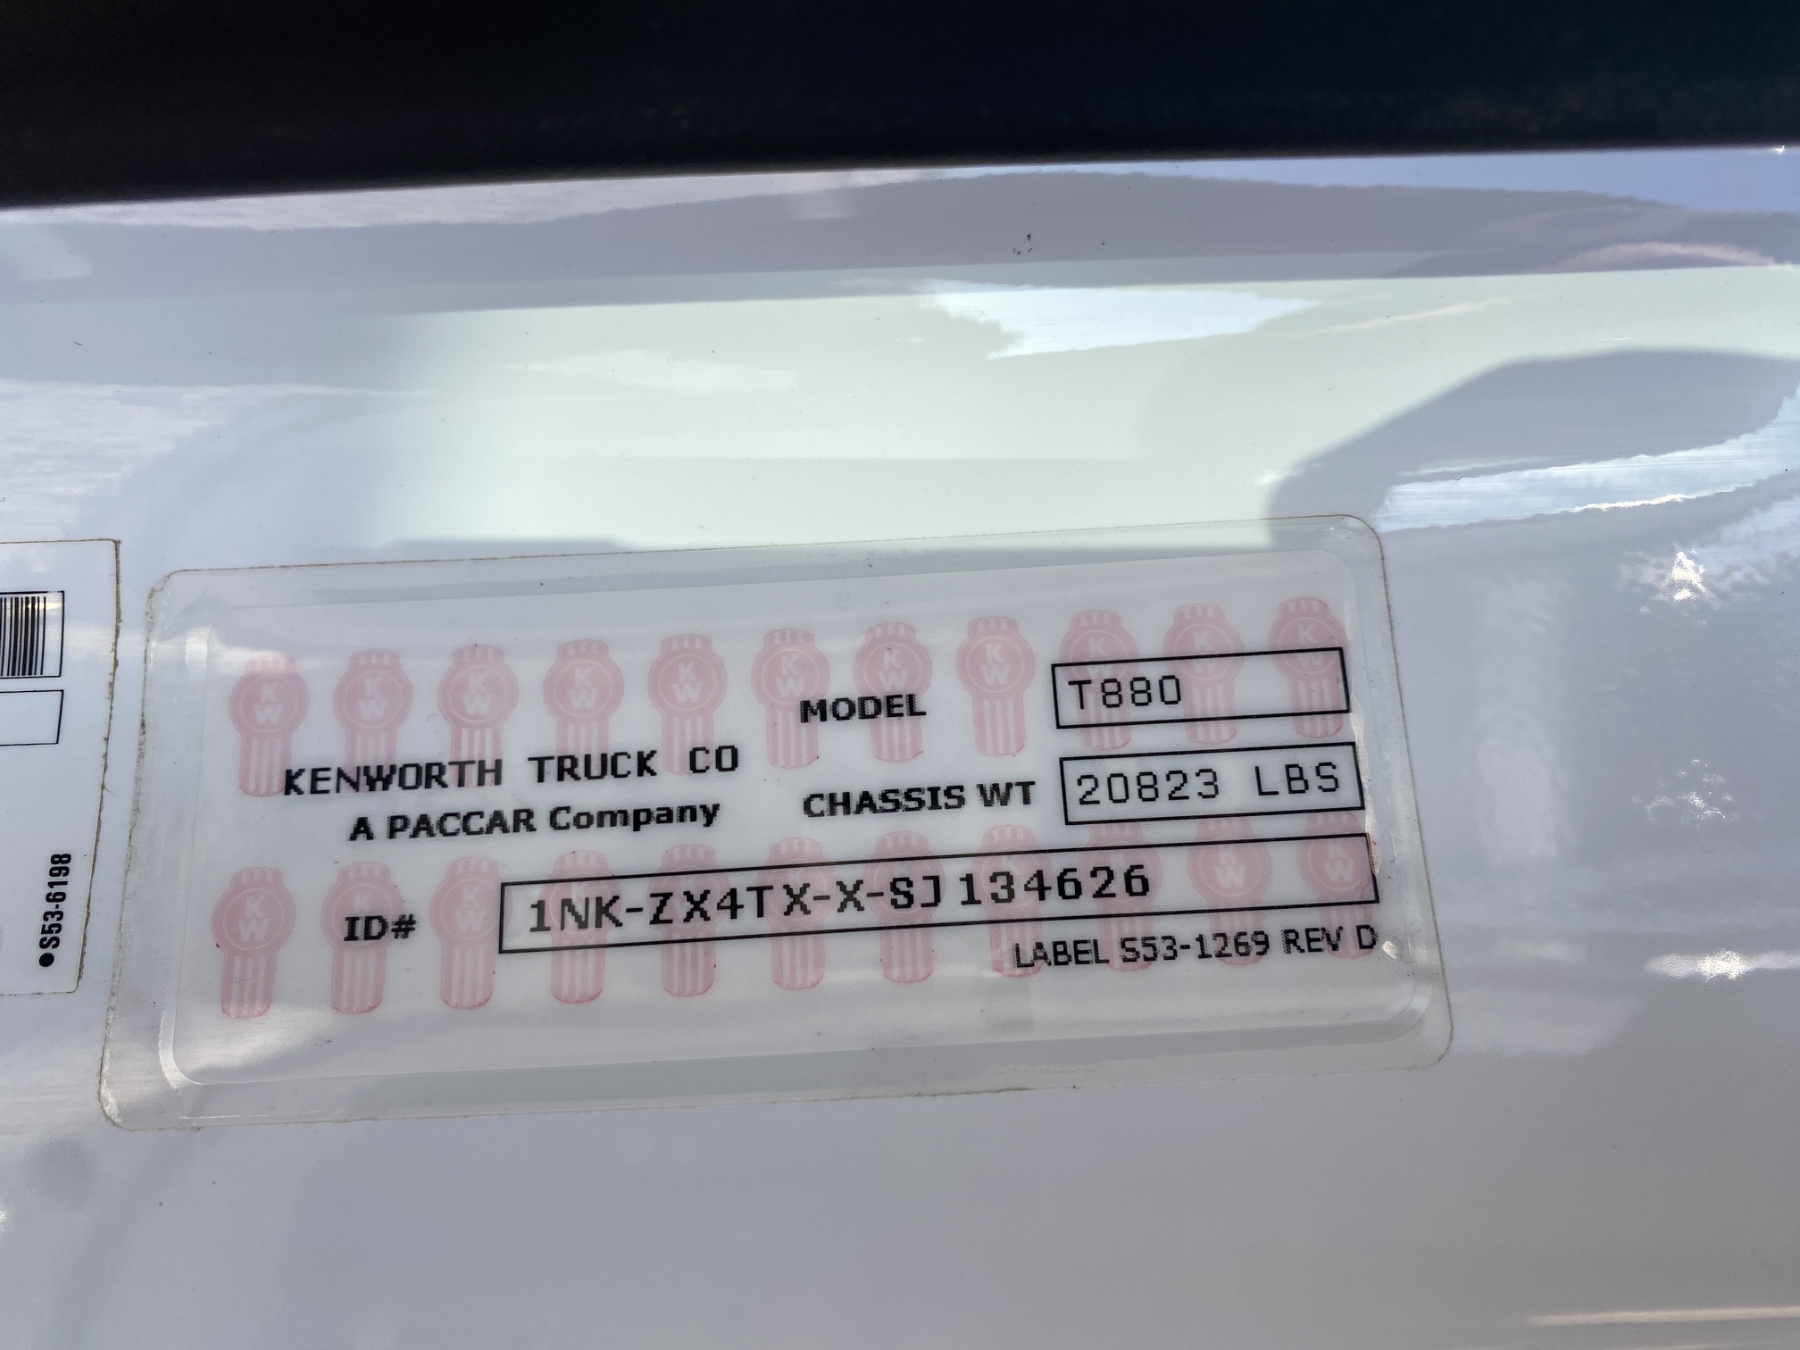 ●S53-6198
KENWORTH TRUCK CO
A PACCAR Company
MODEL T880
CHASSIS WT 20823 LBS
ID# 1NK-ZX4TX-X-SJ134626
LABEL S53-1269 REV D